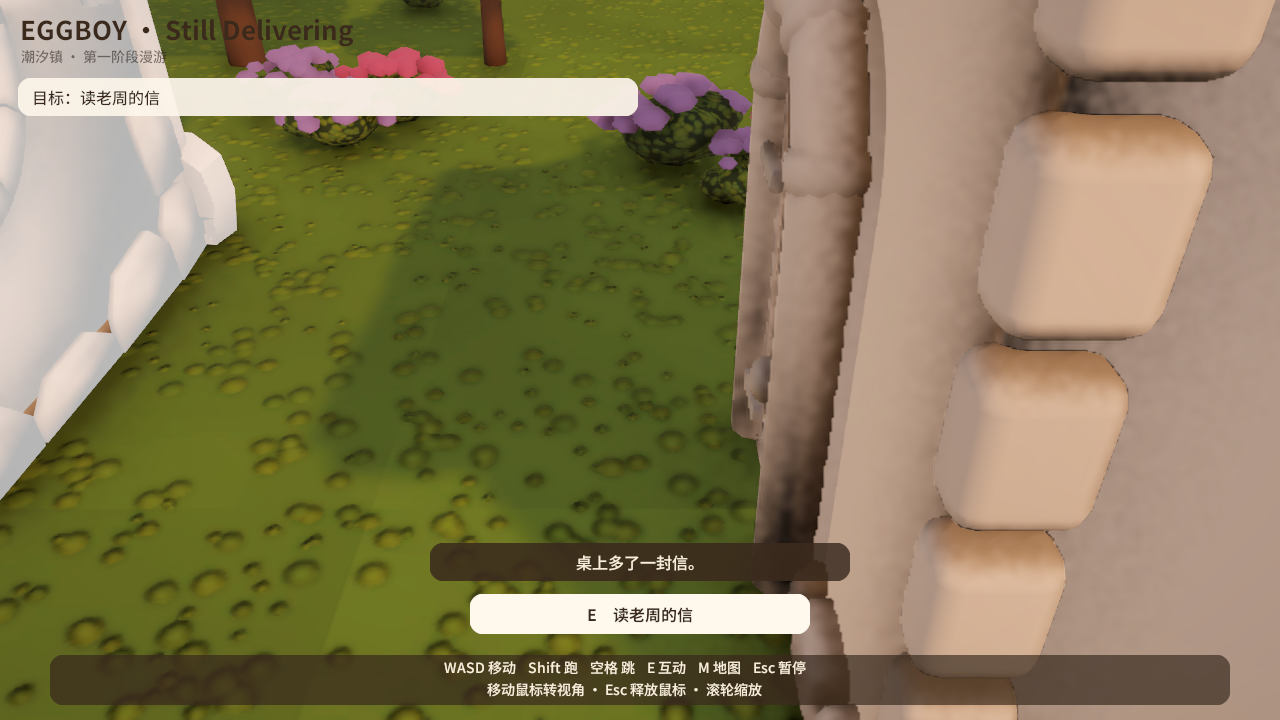 EGGBOY · Still Delivering
潮汐镇 · 第一阶段漫游
目标：读老周的信
桌上多了一封信。
E 读老周的信
WASD 移动 Shift 跑 空格 跳 E 互动 M 地图 Esc 暂停
移动鼠标转视角 · Esc 释放鼠标 · 滚轮缩放